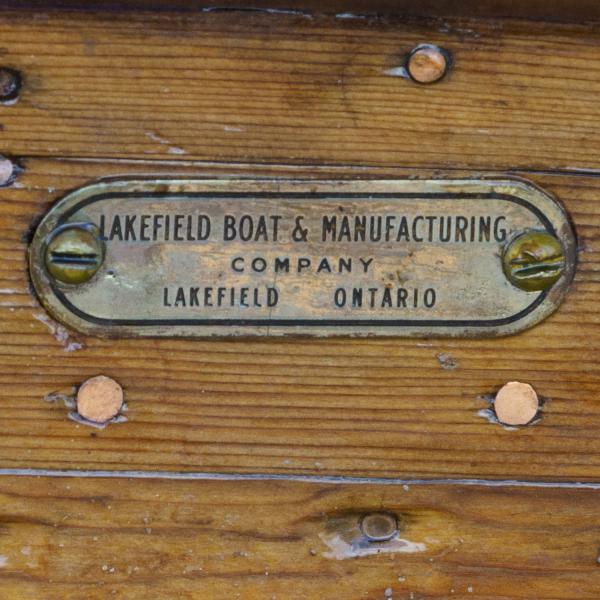 LAKEFIELD BOAT & MANUFACTURING
COMPANY
LAKEFIELD ONTARIO